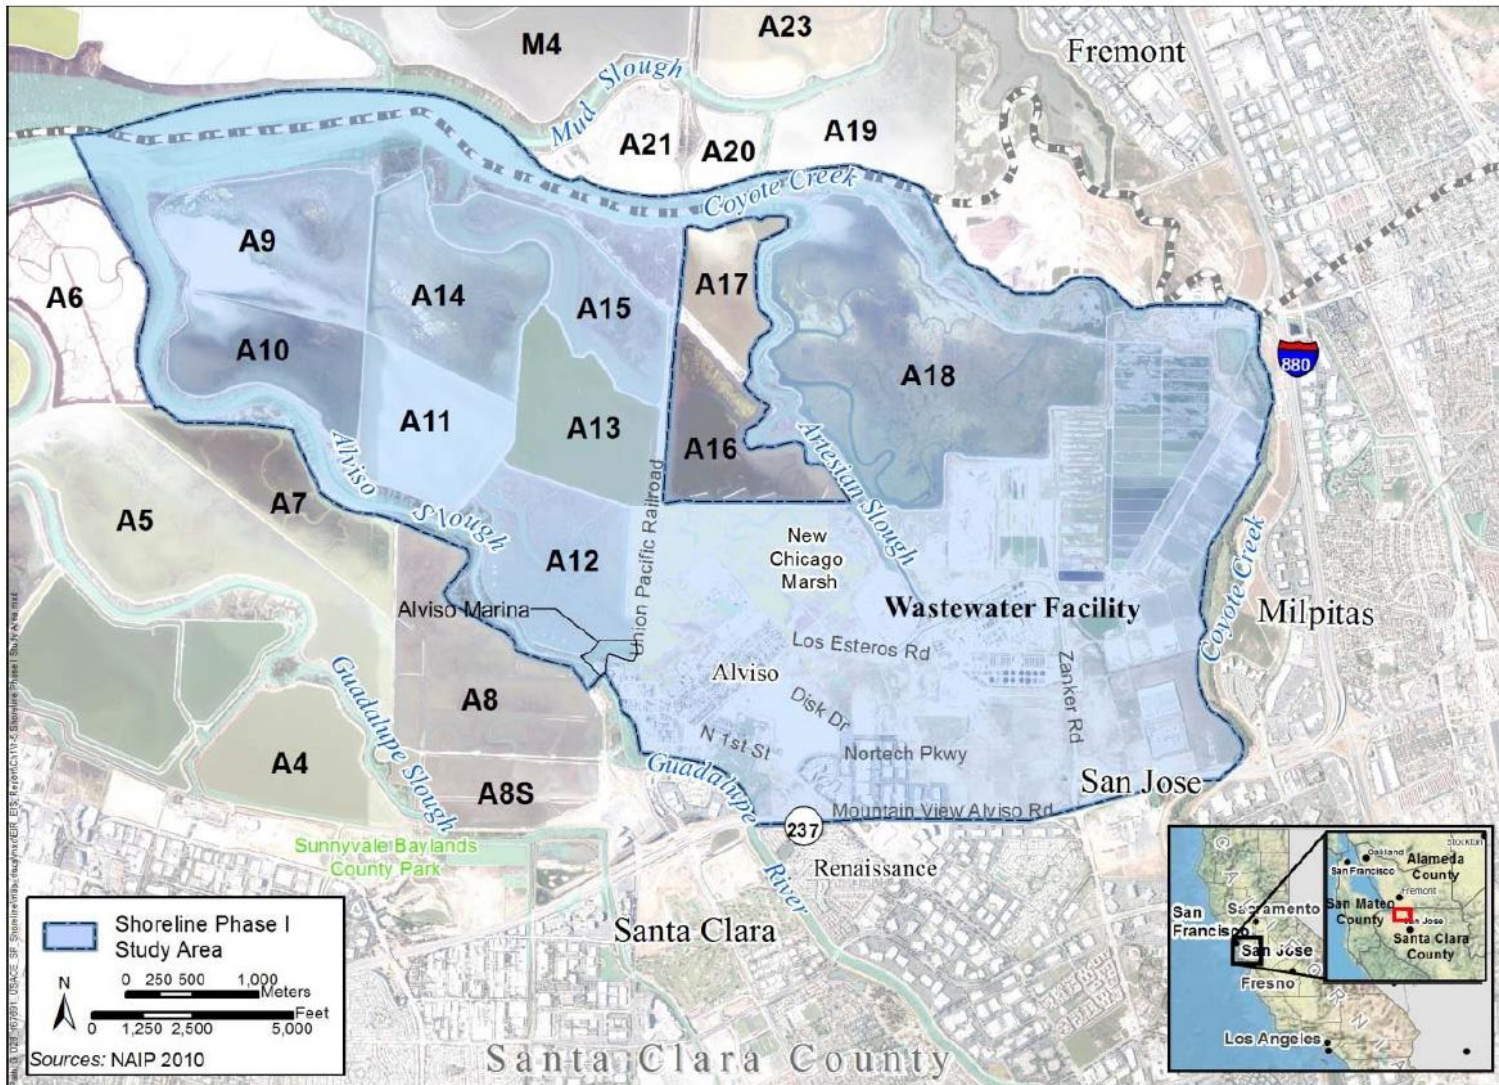 M4
A23
Fremont
Mud Slough
A21
A20
A19
Coyote Creek
A9
A6
A14
A15
A17
A10
A18
880
A11
A13
A16
Alviso Slough
Artesian Slough
A7
A5
Union Pacific Railroad
New
Chicago
Marsh
A12
Coyote Creek
Alviso Marina
Wastewater Facility
Milpitas
Los Esteros Rd
Zanker Rd
Alviso
Guadalupe Slough
A8
Disk Dr
N 1st St
Nortech Pkwy
A4
A8S
Guadalupe River
San Jose
Mountain View Alviso Rd
237
Sunnyvale Baylands
County Park
Renaissance
Santa Clara
Santa Clara County
Shoreline Phase I
Study Area
N
0 250 500 1,000
Meters
Feet
0 1,250 2,500 5,000
Sources: NAIP 2010
CALIFORNIA
San
Francisco
Sacramento
San Jose
Fresno
Los Angeles
Stockton
Oakland
San Francisco
Alameda
County
Fremont
San Mateo
County
San Jose
Santa Clara
County